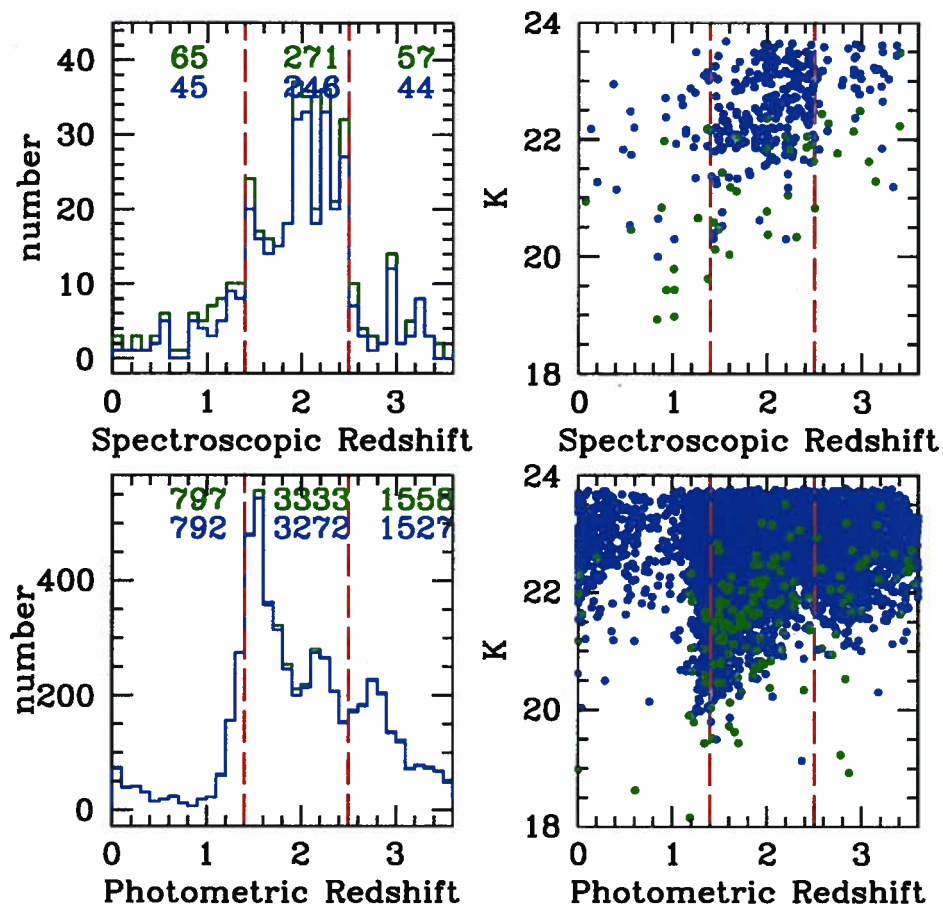 65 271 57
45 246 44
40
30
20
10
0
number
0 1 2 3
Spectroscopic Redshift
24
22
20
18
K
0 1 2 3
Spectroscopic Redshift
797 3333 1558
792 3272 1527
400
200
0
number
0 1 2 3
Photometric Redshift
24
22
20
18
K
0 1 2 3
Photometric Redshift